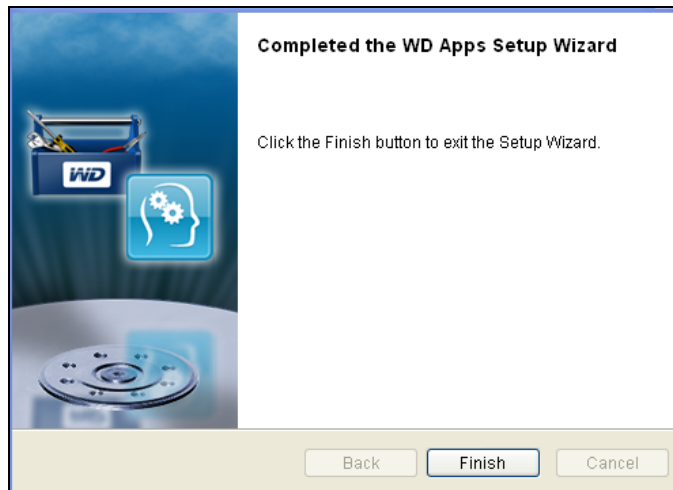 Completed the WD Apps Setup Wizard
Click the Finish button to exit the Setup Wizard.
WD
Back
Finish
Cancel